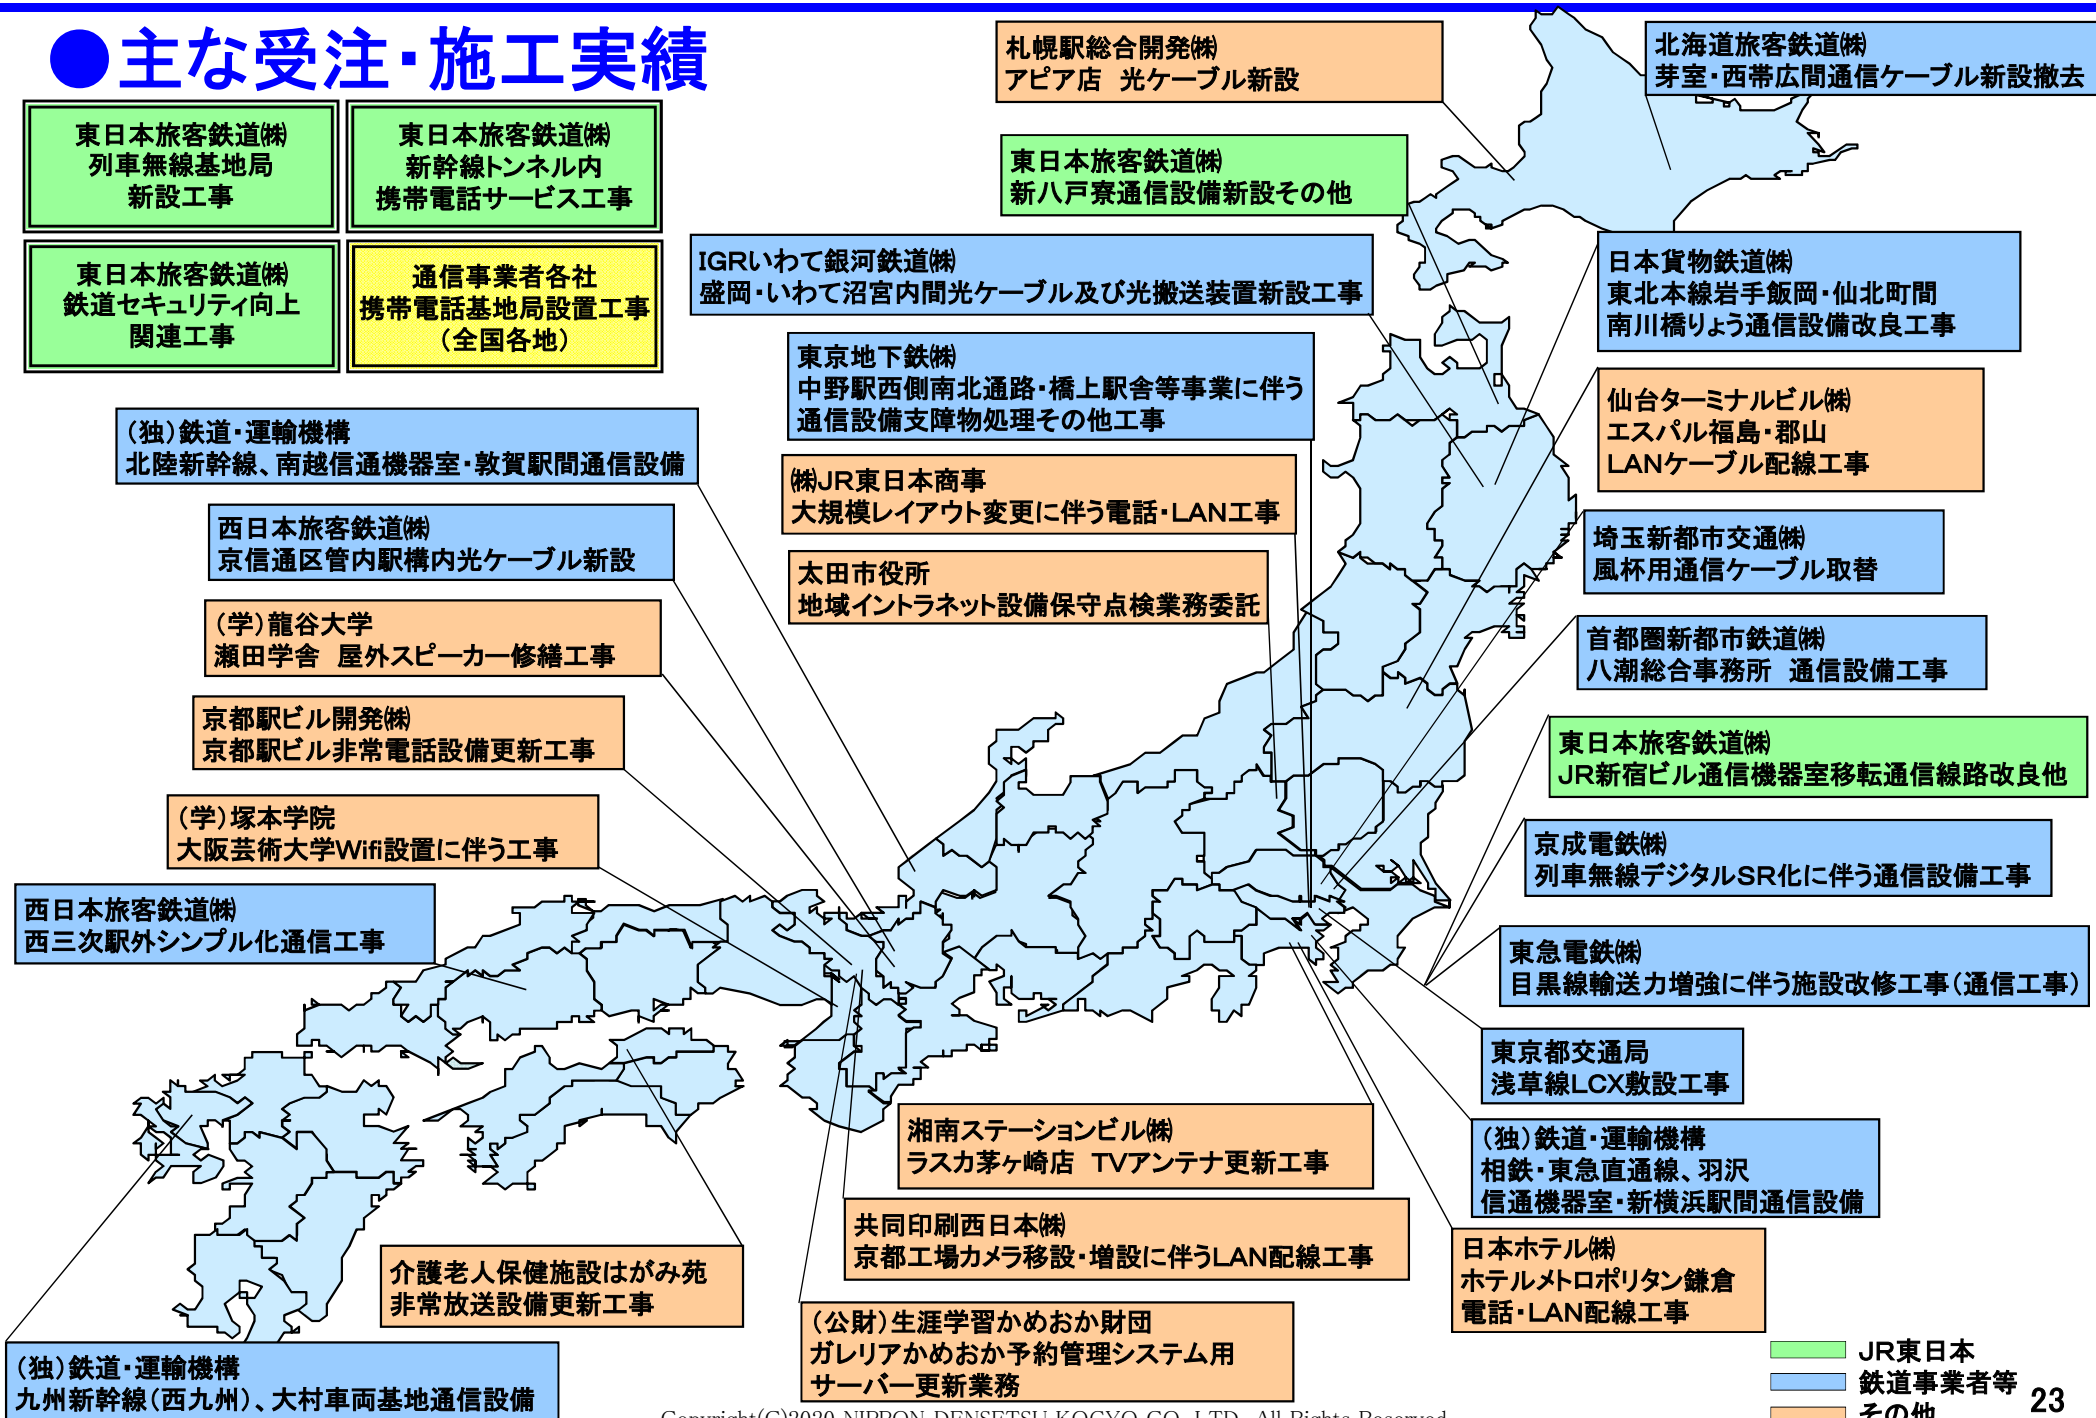 ●主な受注・施工実績
東日本旅客鉄道㈱
列車無線基地局
新設工事
東日本旅客鉄道㈱
新幹線トンネル内
携帯電話サービス工事
東日本旅客鉄道㈱
鉄道セキュリティ向上
関連工事
通信事業者各社
携帯電話基地局設置工事
（全国各地）
札幌駅総合開発㈱
アピア店　光ケーブル新設
北海道旅客鉄道㈱
芽室・西帯広間通信ケーブル新設撤去
東日本旅客鉄道㈱
新八戸寮通信設備新設その他
IGRいわて銀河鉄道㈱
盛岡・いわて沼宮内間光ケーブル及び光搬送装置新設工事
日本貨物鉄道㈱
東北本線岩手飯岡・仙北町間
南川橋りょう通信設備改良工事
東京地下鉄㈱
中野駅西側南北通路・橋上駅舎等事業に伴う
通信設備支障物処理その他工事
仙台ターミナルビル㈱
エスパル福島・郡山
LANケーブル配線工事
（独）鉄道・運輸機構
北陸新幹線、南越信通機器室・敦賀駅間通信設備
㈱JR東日本商事
大規模レイアウト変更に伴う電話・LAN工事
西日本旅客鉄道㈱
京信通区管内駅構内光ケーブル新設
埼玉新都市交通㈱
風杯用通信ケーブル取替
太田市役所
地域イントラネット設備保守点検業務委託
（学）龍谷大学
瀬田学舎　屋外スピーカー修繕工事
首都圏新都市鉄道㈱
八潮総合事務所　通信設備工事
京都駅ビル開発㈱
京都駅ビル非常電話設備更新工事
東日本旅客鉄道㈱
JR新宿ビル通信機器室移転通信線路改良他
（学）塚本学院
大阪芸術大学Wifi設置に伴う工事
京成電鉄㈱
列車無線デジタルSR化に伴う通信設備工事
西日本旅客鉄道㈱
西三次駅外シンプル化通信工事
東急電鉄㈱
目黒線輸送力増強に伴う施設改修工事（通信工事）
東京都交通局
浅草線LCX敷設工事
湘南ステーションビル㈱
ラスカ茅ヶ崎店　TVアンテナ更新工事
（独）鉄道・運輸機構
相鉄・東急直通線、羽沢
信通機器室・新横浜駅間通信設備
共同印刷西日本㈱
京都工場カメラ移設・増設に伴うLAN配線工事
日本ホテル㈱
ホテルメトロポリタン鎌倉
電話・LAN配線工事
介護老人保健施設はがみ苑
非常放送設備更新工事
（公財）生涯学習かめおか財団
ガレリアかめおか予約管理システム用
サーバー更新業務
（独）鉄道・運輸機構
九州新幹線（西九州）、大村車両基地通信設備
JR東日本
鉄道事業者等
その他
23
Copyright(C)2020 NIPPON DENSETSU KOGYO CO.,LTD. All Rights Reserved